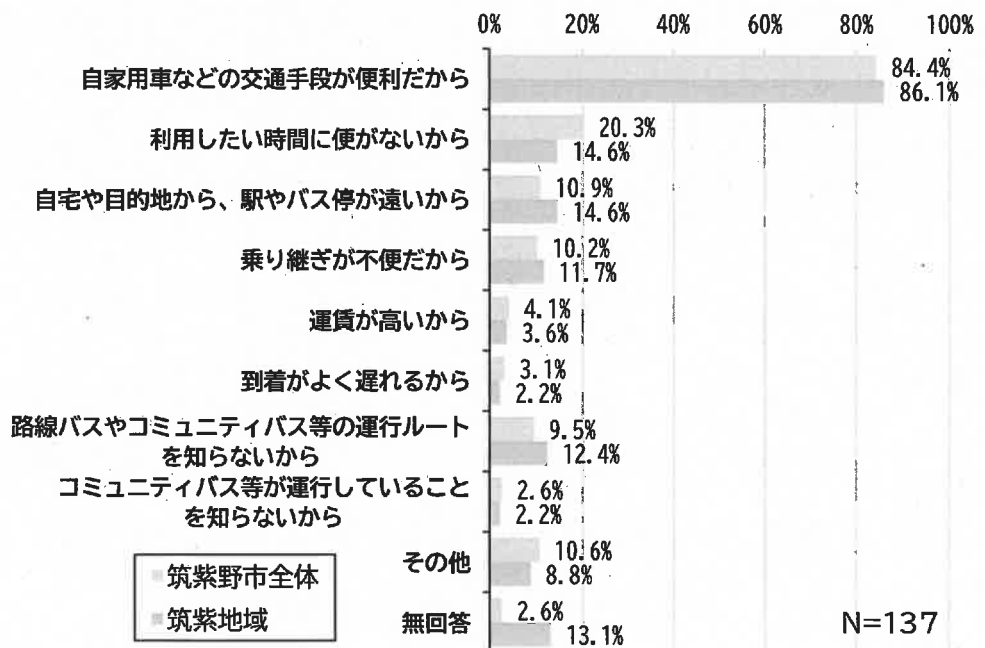 0% 20% 40% 60% 80% 100%
自家用車などの交通手段が便利だから
84.4%
86.1%
利用したい時間に便がないから
20.3%
14.6%
自宅や目的地から、駅やバス停が遠いから
10.9%
14.6%
乗り継ぎが不便だから
10.2%
11.7%
運賃が高いから
4.1%
3.6%
到着がよく遅れるから
3.1%
2.2%
路線バスやコミュニティバス等の運行ルート
を知らないから
9.5%
12.4%
コミュニティバス等が運行していること
を知らないから
2.6%
2.2%
その他
10.6%
8.8%
無回答
2.6%
13.1%
筑紫野市全体
筑紫地域
N=137